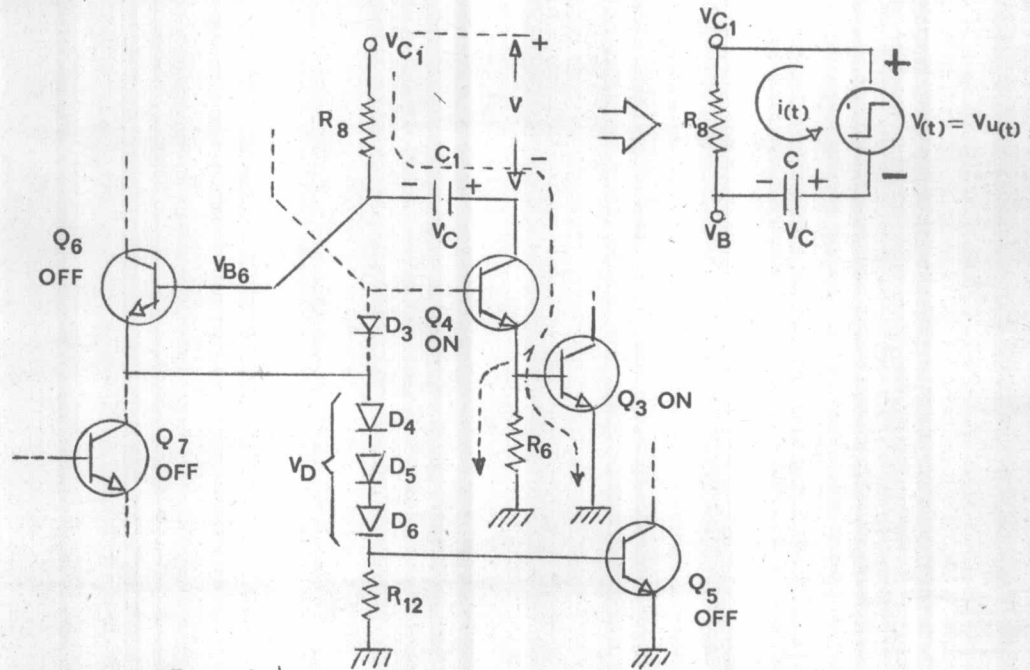 VCi
+
V
-
R8
C1
- +
VC
VC1
+
R8
i(t)
V(t) = Vu(t)
C
- +
-
VB
VC
Q6
OFF
VB6
D3
Q4
ON
Q3 ON
Q7
OFF
VD
D4
D5
D6
R6
R12
Q5
OFF